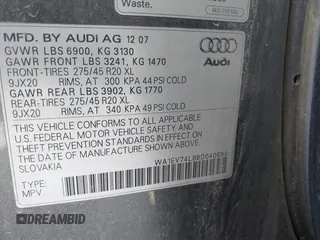 Waste.
MFD. BY AUDI AG 12 07
GVWR LBS 6900, KG 3130
GAWR FRONT LBS 3241, KG 1470
FRONT-TIRES 275/45 R20 XL
9JX20 RIMS, AT 300 KPA 44 PSI COLD
GAWR REAR LBS 3902, KG 1770
REAR-TIRES 275/45 R20 XL
9JX20 RIMS, AT 340 KPA 49 PSI COLD
Audi
THIS VEHICLE CONFORMS TO ALL APPLICABLE
U.S. FEDERAL MOTOR VEHICLE SAFETY AND
THEFT PREVENTION STANDARDS IN EFFECT ON
THE DATE OF MANUFACTURE SHOWN ABOVE.
SLOVAKIA
TYPE:
MPV
DREAMBID